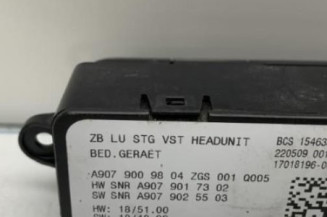 ZB LU STG VST HEADUNIT
BED.GERAET
BCS 15463
220509 001
17018196-0
A907 900 98 04 ZGS 001 Q005
HW SNR A907 901 73 02
SW SNR A907 902 55 03
HW: 18/51.00